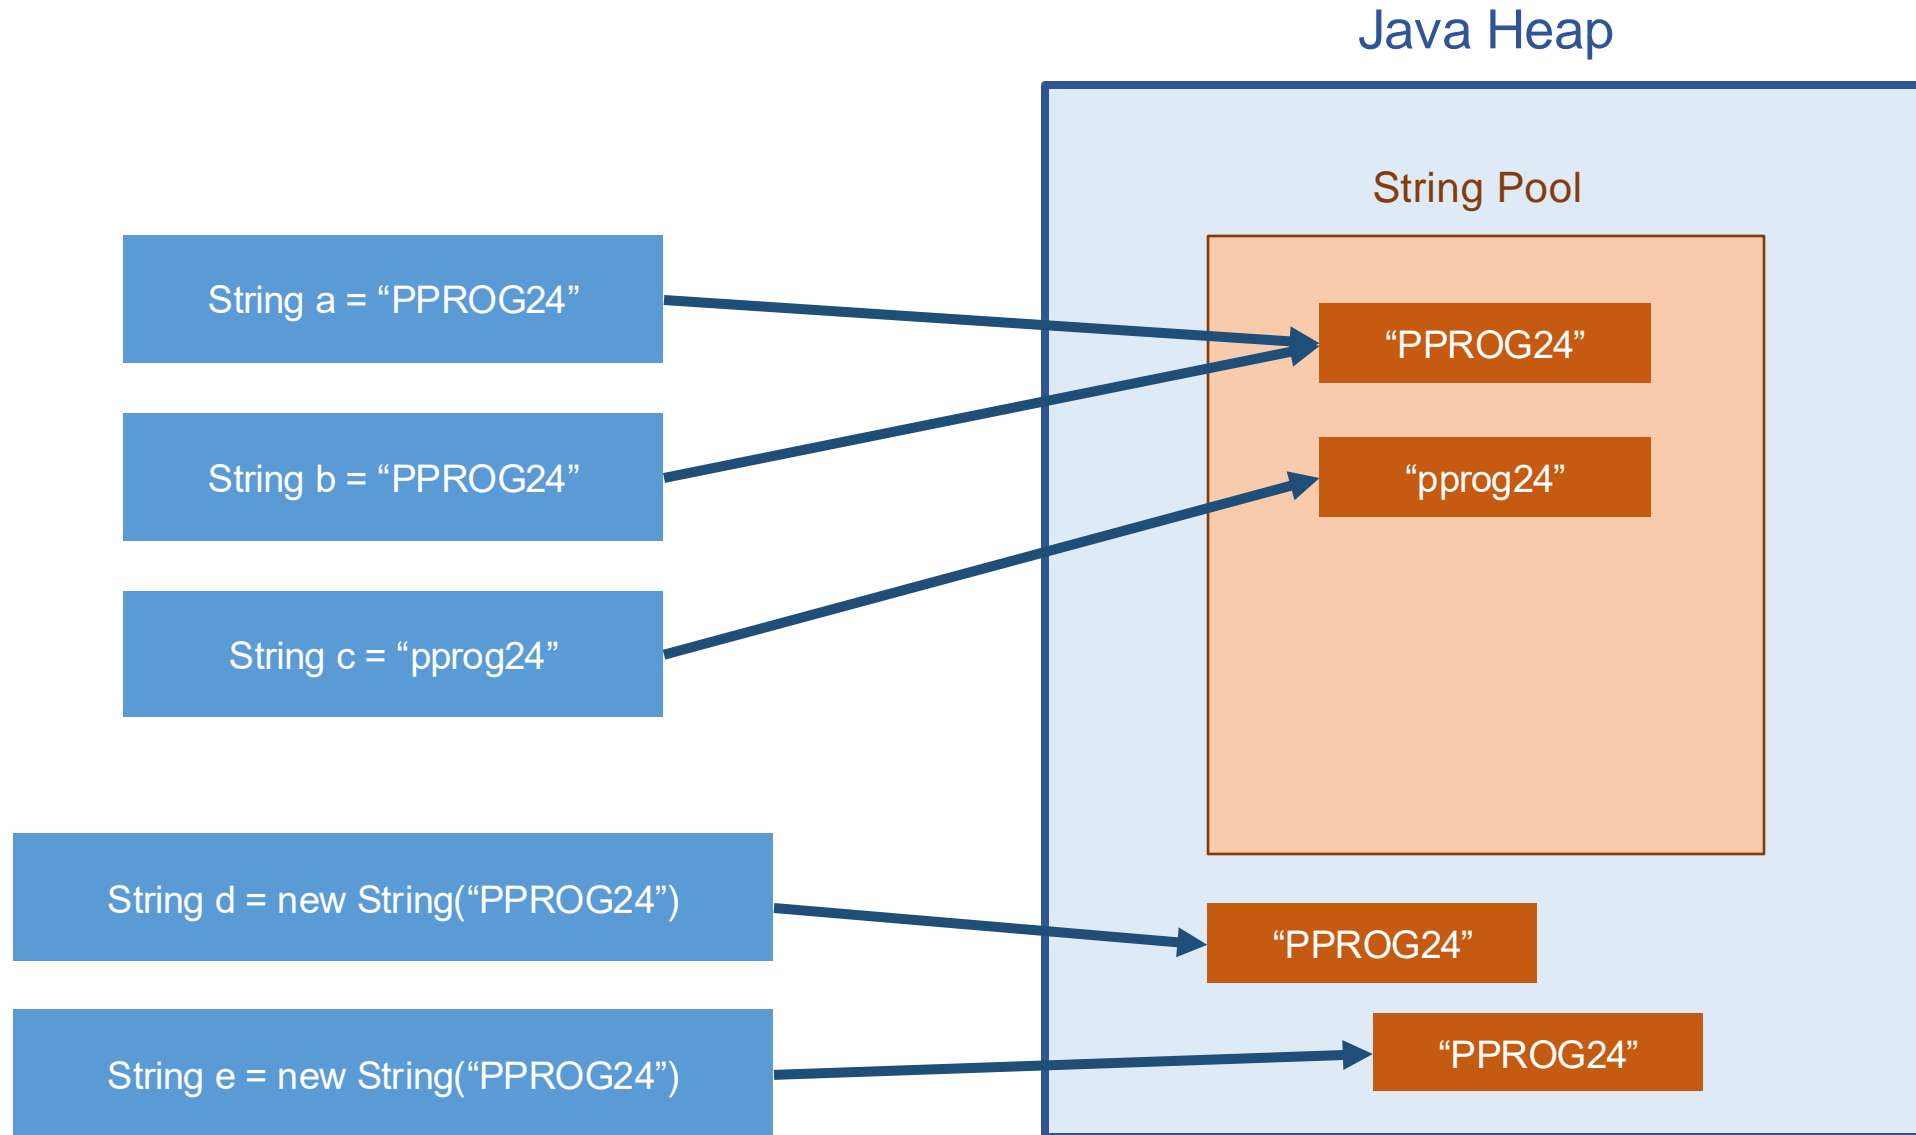 Java Heap
String Pool
String a = “PPROG24”
“PPROG24”
String b = “PPROG24”
“pprog24”
String c = “pprog24”
String d = new String(“PPROG24”)
“PPROG24”
String e = new String(“PPROG24”)
“PPROG24”